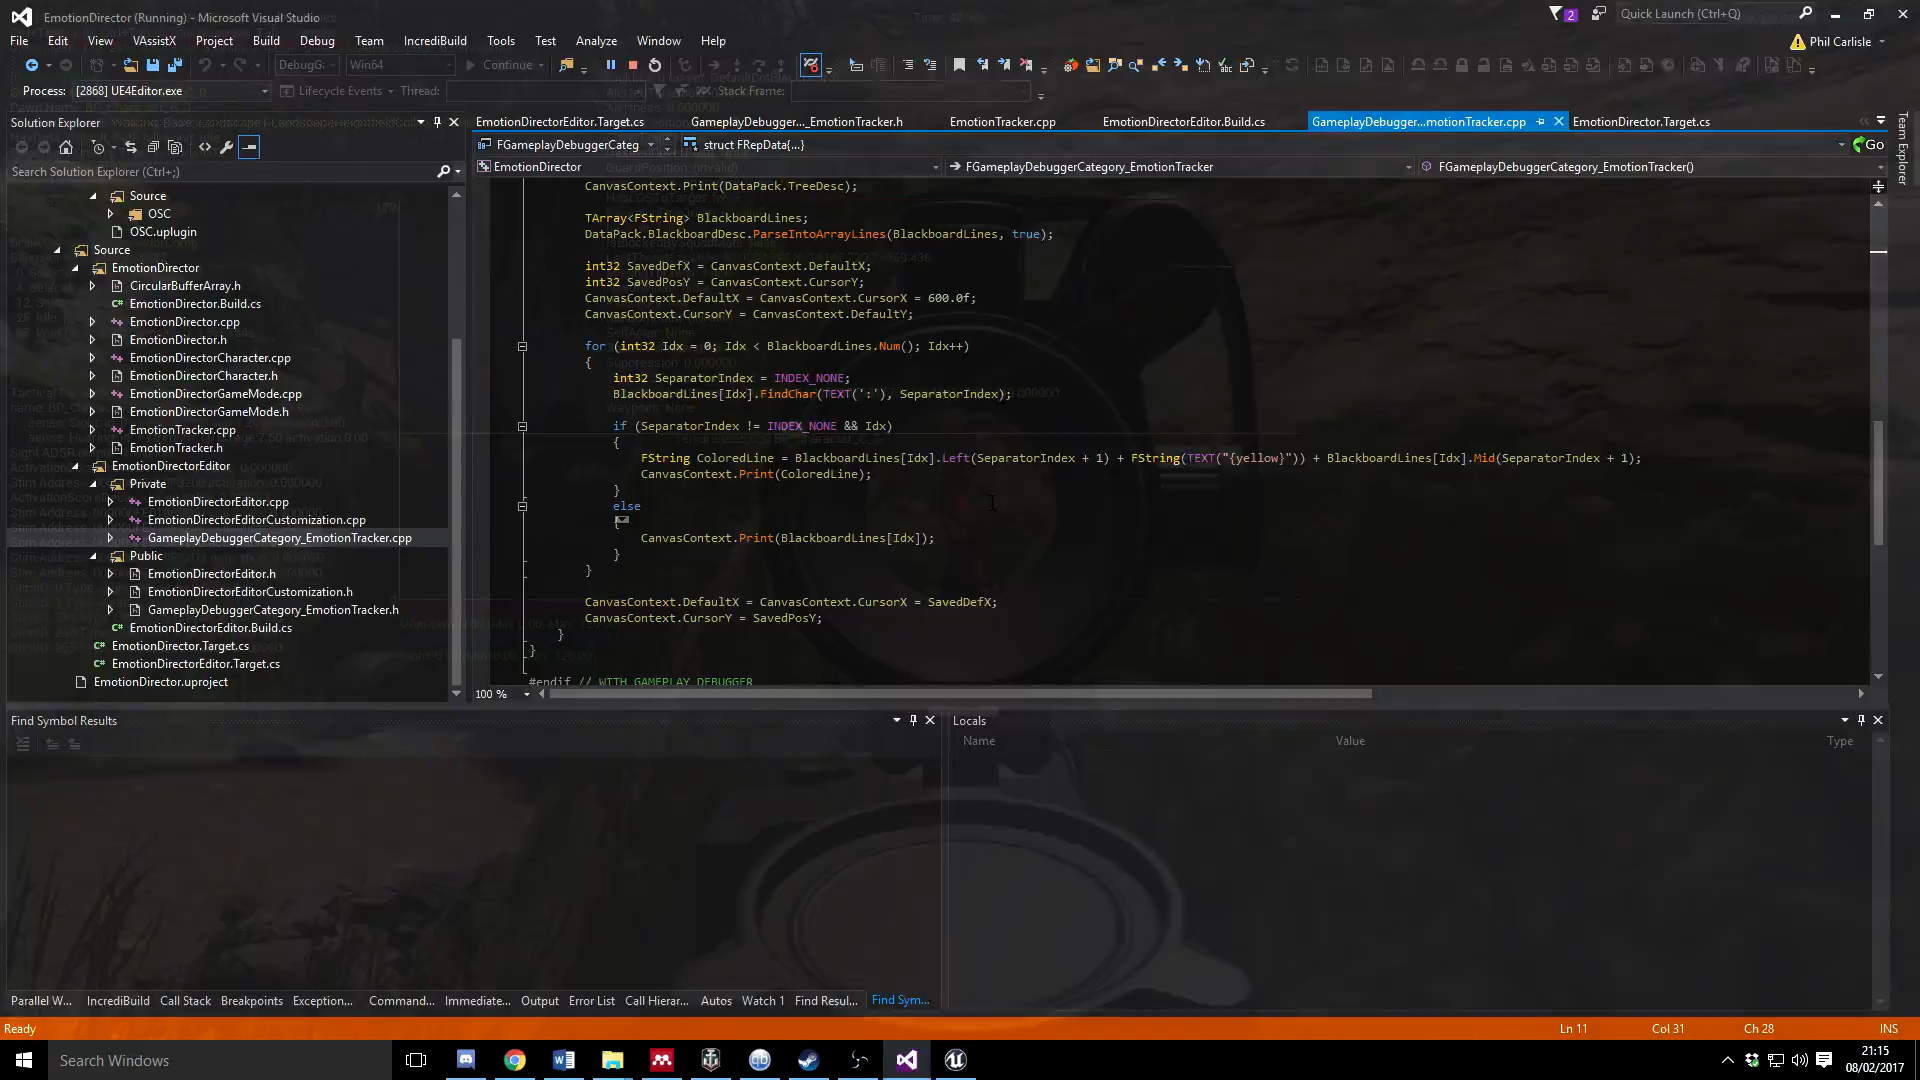 EmotionDirector (Running) - Microsoft Visual Studio
2
Quick Launch (Ctrl+Q)
File Edit View VAssistX Project Build Debug Team IncrediBuild Tools Test Analyze Window Help
Phil Carlisle
DebugGi Win64 Continue
Process: [2868] UE4Editor.exe Lifecycle Events Thread: Stack Frame:
Solution Explorer
EmotionDirectorEditor.Target.cs GameplayDebugger..._EmotionTracker.h EmotionTracker.cpp EmotionDirectorEditor.Build.cs GameplayDebugger...motionTracker.cpp EmotionDirector.Target.cs
FGameplayDebuggerCateg struct FRepData{...}
Go
EmotionDirector FGameplayDebuggerCategory_EmotionTracker FGameplayDebuggerCategory_EmotionTracker()
Team Explorer
Search Solution Explorer (Ctrl+;)
Source
OSC
OSC.uplugin
Source
EmotionDirector
CircularBufferArray.h
EmotionDirector.Build.cs
EmotionDirector.cpp
EmotionDirector.h
EmotionDirectorCharacter.cpp
EmotionDirectorCharacter.h
EmotionDirectorGameMode.cpp
EmotionDirectorGameMode.h
EmotionTracker.cpp
EmotionTracker.h
EmotionDirectorEditor
Private
EmotionDirectorEditor.cpp
EmotionDirectorEditorCustomization.cpp
GameplayDebuggerCategory_EmotionTracker.cpp
Public
EmotionDirectorEditor.h
EmotionDirectorEditorCustomization.h
GameplayDebuggerCategory_EmotionTracker.h
EmotionDirectorEditor.Build.cs
EmotionDirector.Target.cs
EmotionDirectorEditor.Target.cs
EmotionDirector.uproject
CanvasContext.Print(DataPack.TreeDesc);
TArray<FString> BlackboardLines;
DataPack.BlackboardDesc.ParseIntoArrayLines(BlackboardLines, true);
int32 SavedDefX = CanvasContext.DefaultX;
int32 SavedPosY = CanvasContext.CursorY;
CanvasContext.DefaultX = CanvasContext.CursorX = 600.0f;
CanvasContext.CursorY = CanvasContext.DefaultY;
for (int32 Idx = 0; Idx < BlackboardLines.Num(); Idx++)
{
int32 SeparatorIndex = INDEX_NONE;
BlackboardLines[Idx].FindChar(TEXT(':'), SeparatorIndex);
if (SeparatorIndex != INDEX_NONE && Idx)
{
FString ColoredLine = BlackboardLines[Idx].Left(SeparatorIndex + 1) + FString(TEXT("{yellow}")) + BlackboardLines[Idx].Mid(SeparatorIndex + 1);
CanvasContext.Print(ColoredLine);
}
else
{
CanvasContext.Print(BlackboardLines[Idx]);
}
}
CanvasContext.DefaultX = CanvasContext.CursorX = SavedDefX;
CanvasContext.CursorY = SavedPosY;
}
}
#endif // WITH_GAMEPLAY_DEBUGGER
100 %
Find Symbol Results
Locals
Name Value Type
Parallel W... IncrediBuild Call Stack Breakpoints Exception... Command... Immediate... Output Error List Call Hierar... Autos Watch 1 Find Resul... Find Sym...
Ready Ln 11 Col 31 Ch 28 INS
Search Windows
21:15
08/02/2017